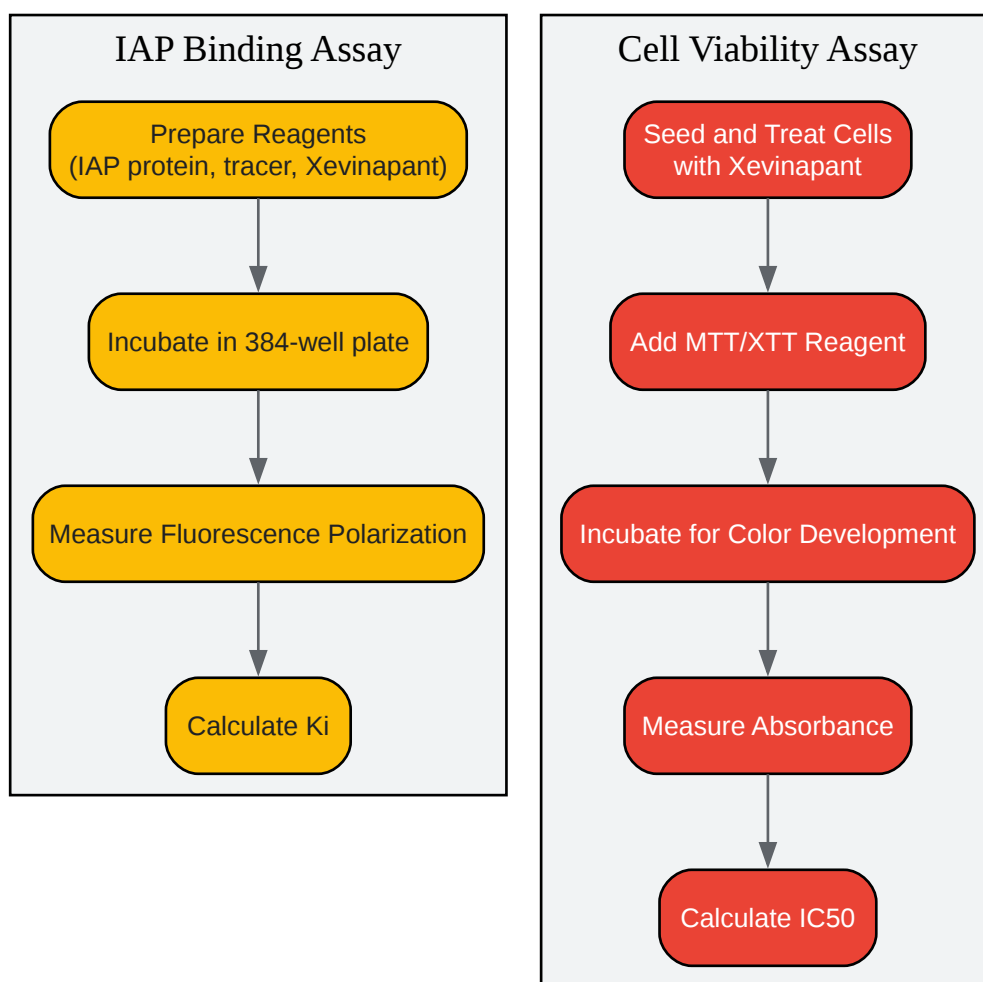 IAP Binding Assay
Prepare Reagents
(IAP protein, tracer, Xevinapant)
Incubate in 384-well plate
Measure Fluorescence Polarization
Calculate Ki
Cell Viability Assay
Seed and Treat Cells
with Xevinapant
Add MTT/XTT Reagent
Incubate for Color Development
Measure Absorbance
Calculate IC50